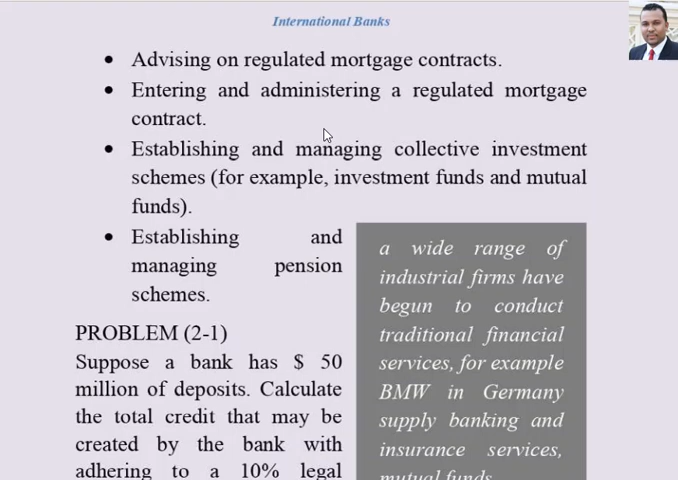 International Banks
• Advising on regulated mortgage contracts.
• Entering and administering a regulated mortgage
contract.
• Establishing and managing collective investment
schemes (for example, investment funds and mutual
funds).
• Establishing and
managing pension
schemes.
PROBLEM (2-1)
Suppose a bank has $ 50
million of deposits. Calculate
the total credit that may be
created by the bank with
adhering to a 10% legal
a wide range of
industrial firms have
begun to conduct
traditional financial
services, for example
BMW in Germany
supply banking and
insurance services,
mutual funds